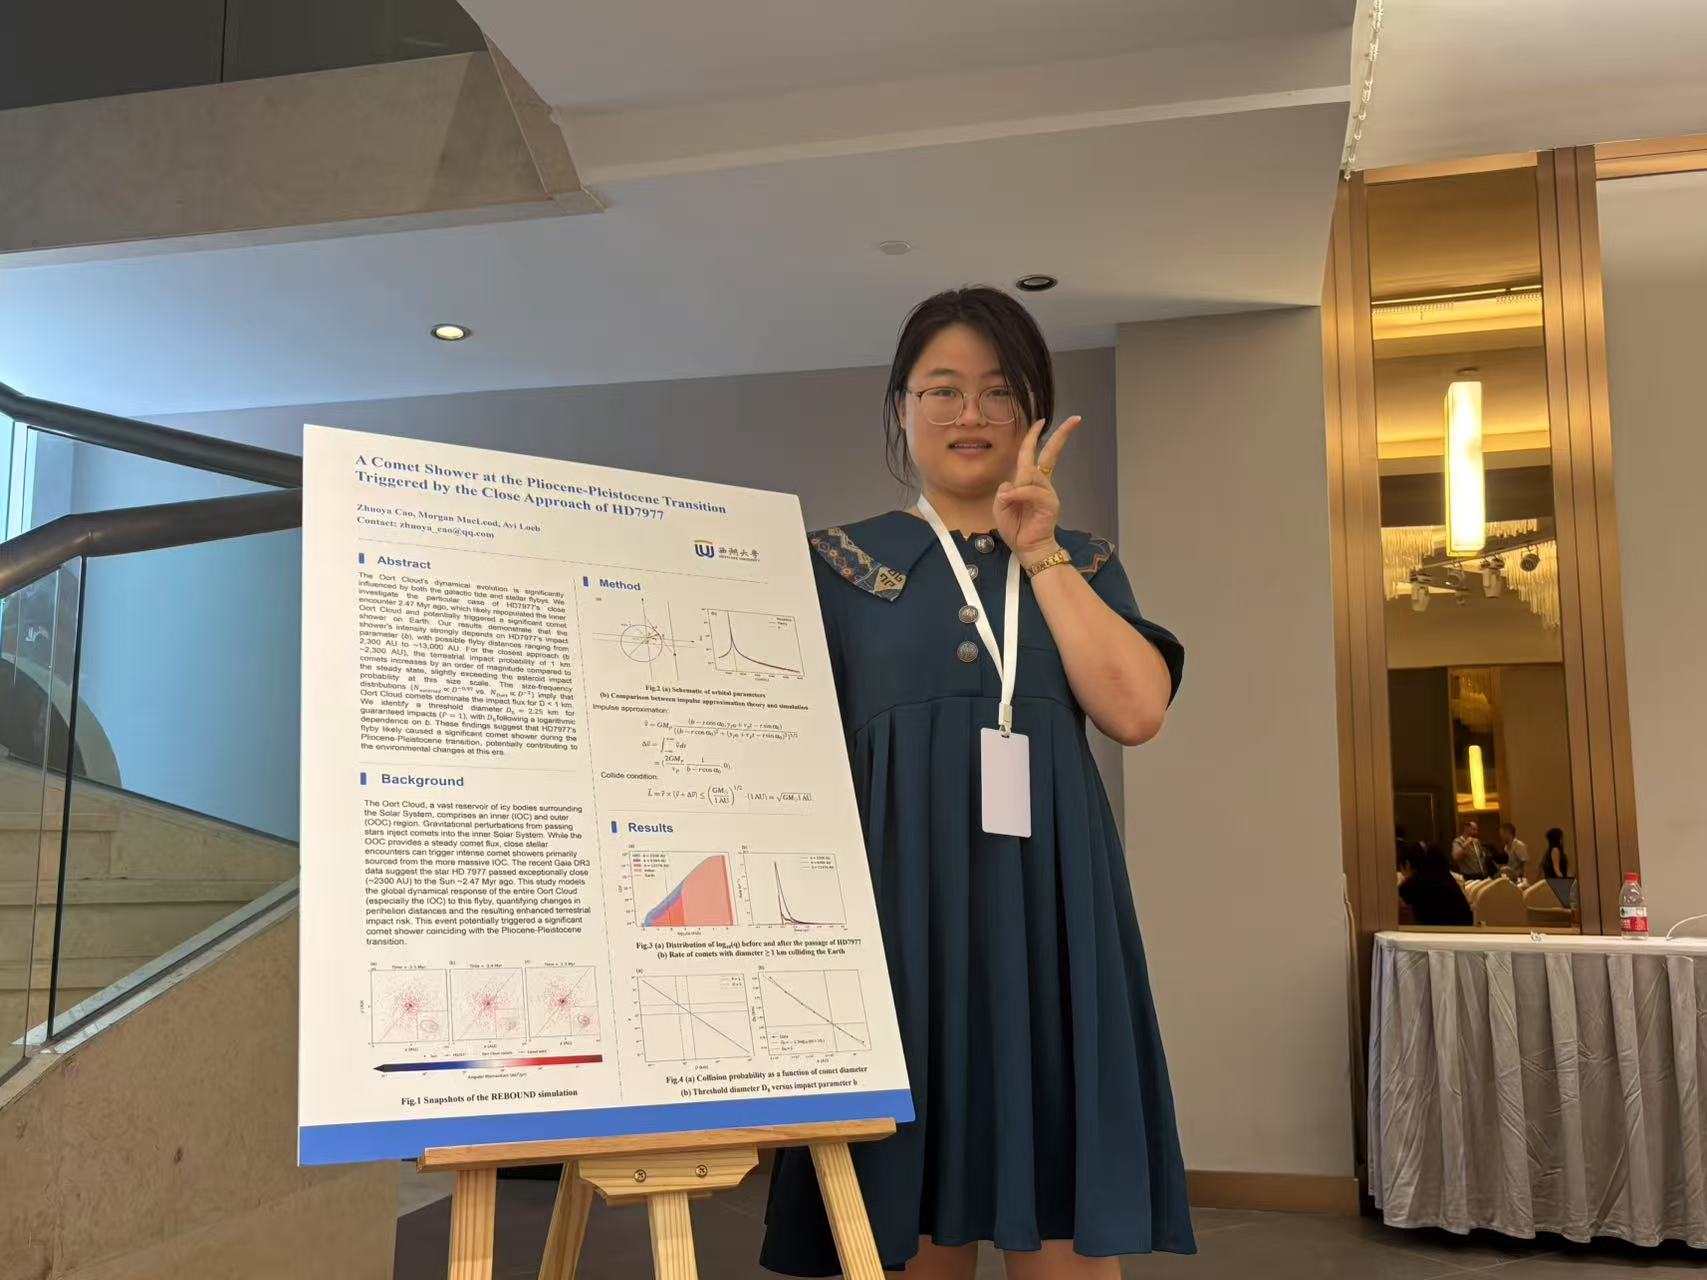 A Comet Shower at the Pliocene-Pleistocene Transition
Triggered by the Close Approach of HD7977
Zhuoya Cao, Morgan MacLeod, Avi Loeb
Contact: zhuoya_cao@qq.com
西湖大学
WESTLAKE UNIVERSITY
Abstract
The Oort Cloud's dynamical evolution is significantly
influenced by both the galactic tide and stellar flybys. We
investigate the particular case of HD7977's close
encounter 2.47 Myr ago, which likely repopulated the inner
Oort Cloud and potentially triggered a significant comet
shower on Earth. Our results demonstrate that the
shower's intensity strongly depends on HD7977's impact
parameter (b), with possible flyby distances ranging from
2,300 AU to ~13,000 AU. For the closest approach (b
~2,300 AU), the terrestrial impact probability of 1 km
comets increases by an order of magnitude compared to
the steady state, slightly exceeding the asteroid impact
probability at this size scale. The size-frequency
distributions (N ∝ D vs. N ∝ D⁻²) imply that
Oort Cloud comets dominate the impact flux for D < 1 km.
We identify a threshold diameter D₀ = 2.25 km for
guaranteed impacts (P = 1), with D₀ following a logarithmic
dependence on b. These findings suggest that HD7977's
flyby likely caused a significant comet shower during the
Pliocene-Pleistocene transition, potentially contributing to
the environmental changes at this era.
Background
The Oort Cloud, a vast reservoir of icy bodies surrounding
the Solar System, comprises an inner (IOC) and outer
(OOC) region. Gravitational perturbations from passing
stars inject comets into the inner Solar System. While the
OOC provides a steady comet flux, close stellar
encounters can trigger intense comet showers primarily
sourced from the more massive IOC. The recent Gaia DR3
data suggest the star HD 7977 passed exceptionally close
(~2300 AU) to the Sun ~2.47 Myr ago. This study models
the global dynamical response of the entire Oort Cloud
(especially the IOC) to this flyby, quantifying changes in
perihelion distances and the resulting enhanced terrestrial
impact risk. This event potentially triggered a significant
comet shower coinciding with the Pliocene-Pleistocene
transition.
Fig.1 Snapshots of the REBOUND simulation
Method
Fig.2 (a) Schematic of orbital parameters
(b) Comparison between impulse approximation theory and simulation
Impulse approximation:
Collide condition:
Results
Fig.3 (a) Distribution of log₁₀(q) before and after the passage of HD7977
(b) Rate of comets with diameter ≥ 1 km colliding the Earth
Fig.4 (a) Collision probability as a function of comet diameter
(b) Threshold diameter D₀ versus impact parameter b